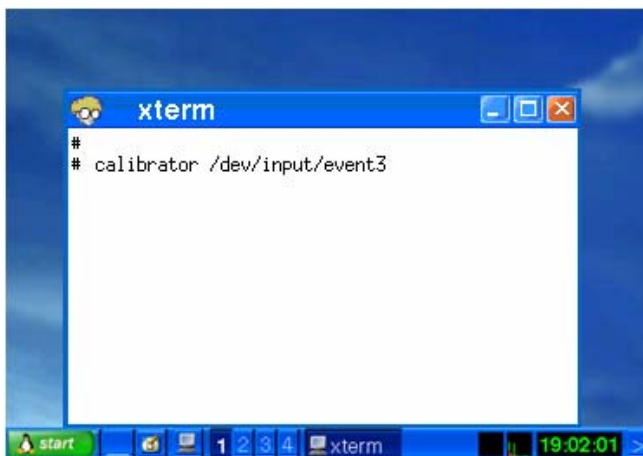 xterm
#
# calibrator /dev/input/event3
start 1 2 3 4 xterm 19:02:01 >